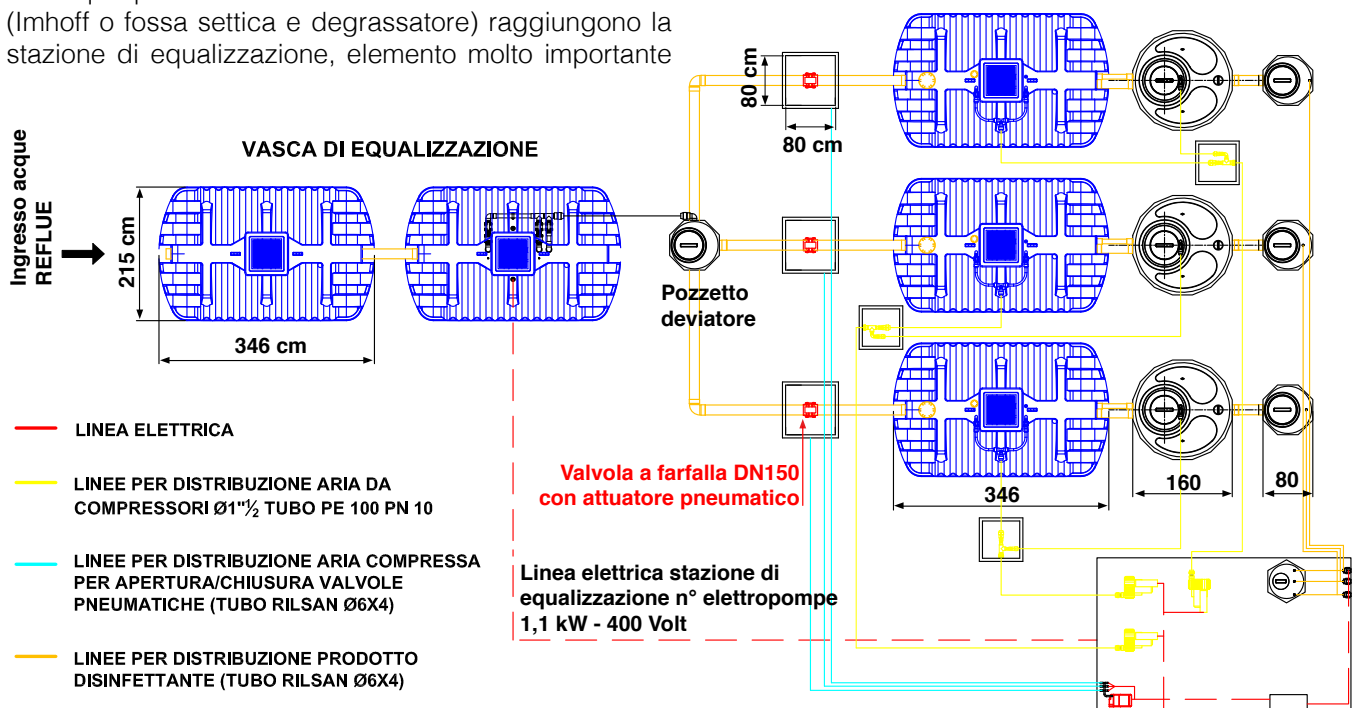 (Imhoff o fossa settica e degrassatore) raggiungono la
stazione di equalizzazione, elemento molto importante
80 cm
80 cm
VASCA DI EQUALIZZAZIONE
Ingresso acque
REFLUE
215 cm
346 cm
Pozzetto
deviatore
LINEA ELETTRICA
LINEE PER DISTRIBUZIONE ARIA DA
COMPRESSORI Ø1"½ TUBO PE 100 PN 10
LINEE PER DISTRIBUZIONE ARIA COMPRESSA
PER APERTURA/CHIUSURA VALVOLE
PNEUMATICHE (TUBO RILSAN Ø6X4)
LINEE PER DISTRIBUZIONE PRODOTTO
DISINFETTANTE (TUBO RILSAN Ø6X4)
Valvola a farfalla DN150
con attuatore pneumatico
346
160
80
Linea elettrica stazione di
equalizzazione n° elettropompe
1,1 kW - 400 Volt